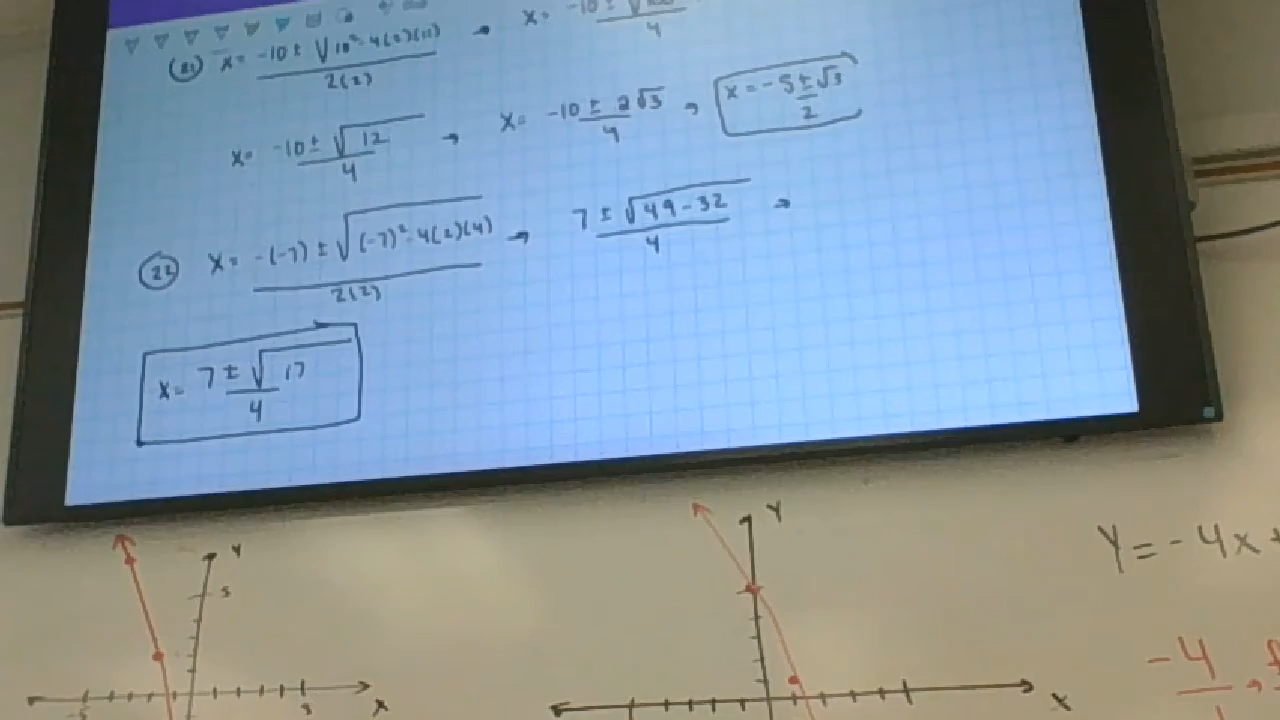 (21) x = -10 ± √10² - 4(2)(11) / 2(2) → x = -10 ± √ / 4
x = -10 ± √12 / 4 → x = -10 ± 2√3 / 4 → x = -5 ± √3 / 2
(22) x = -(-7) ± √(-7)² - 4(2)(4) / 2(2) → 7 ± √49 - 32 / 4 →
x = 7 ± √17 / 4
Y
5
-5
5
X
Y
X
Y = -4x +
-4